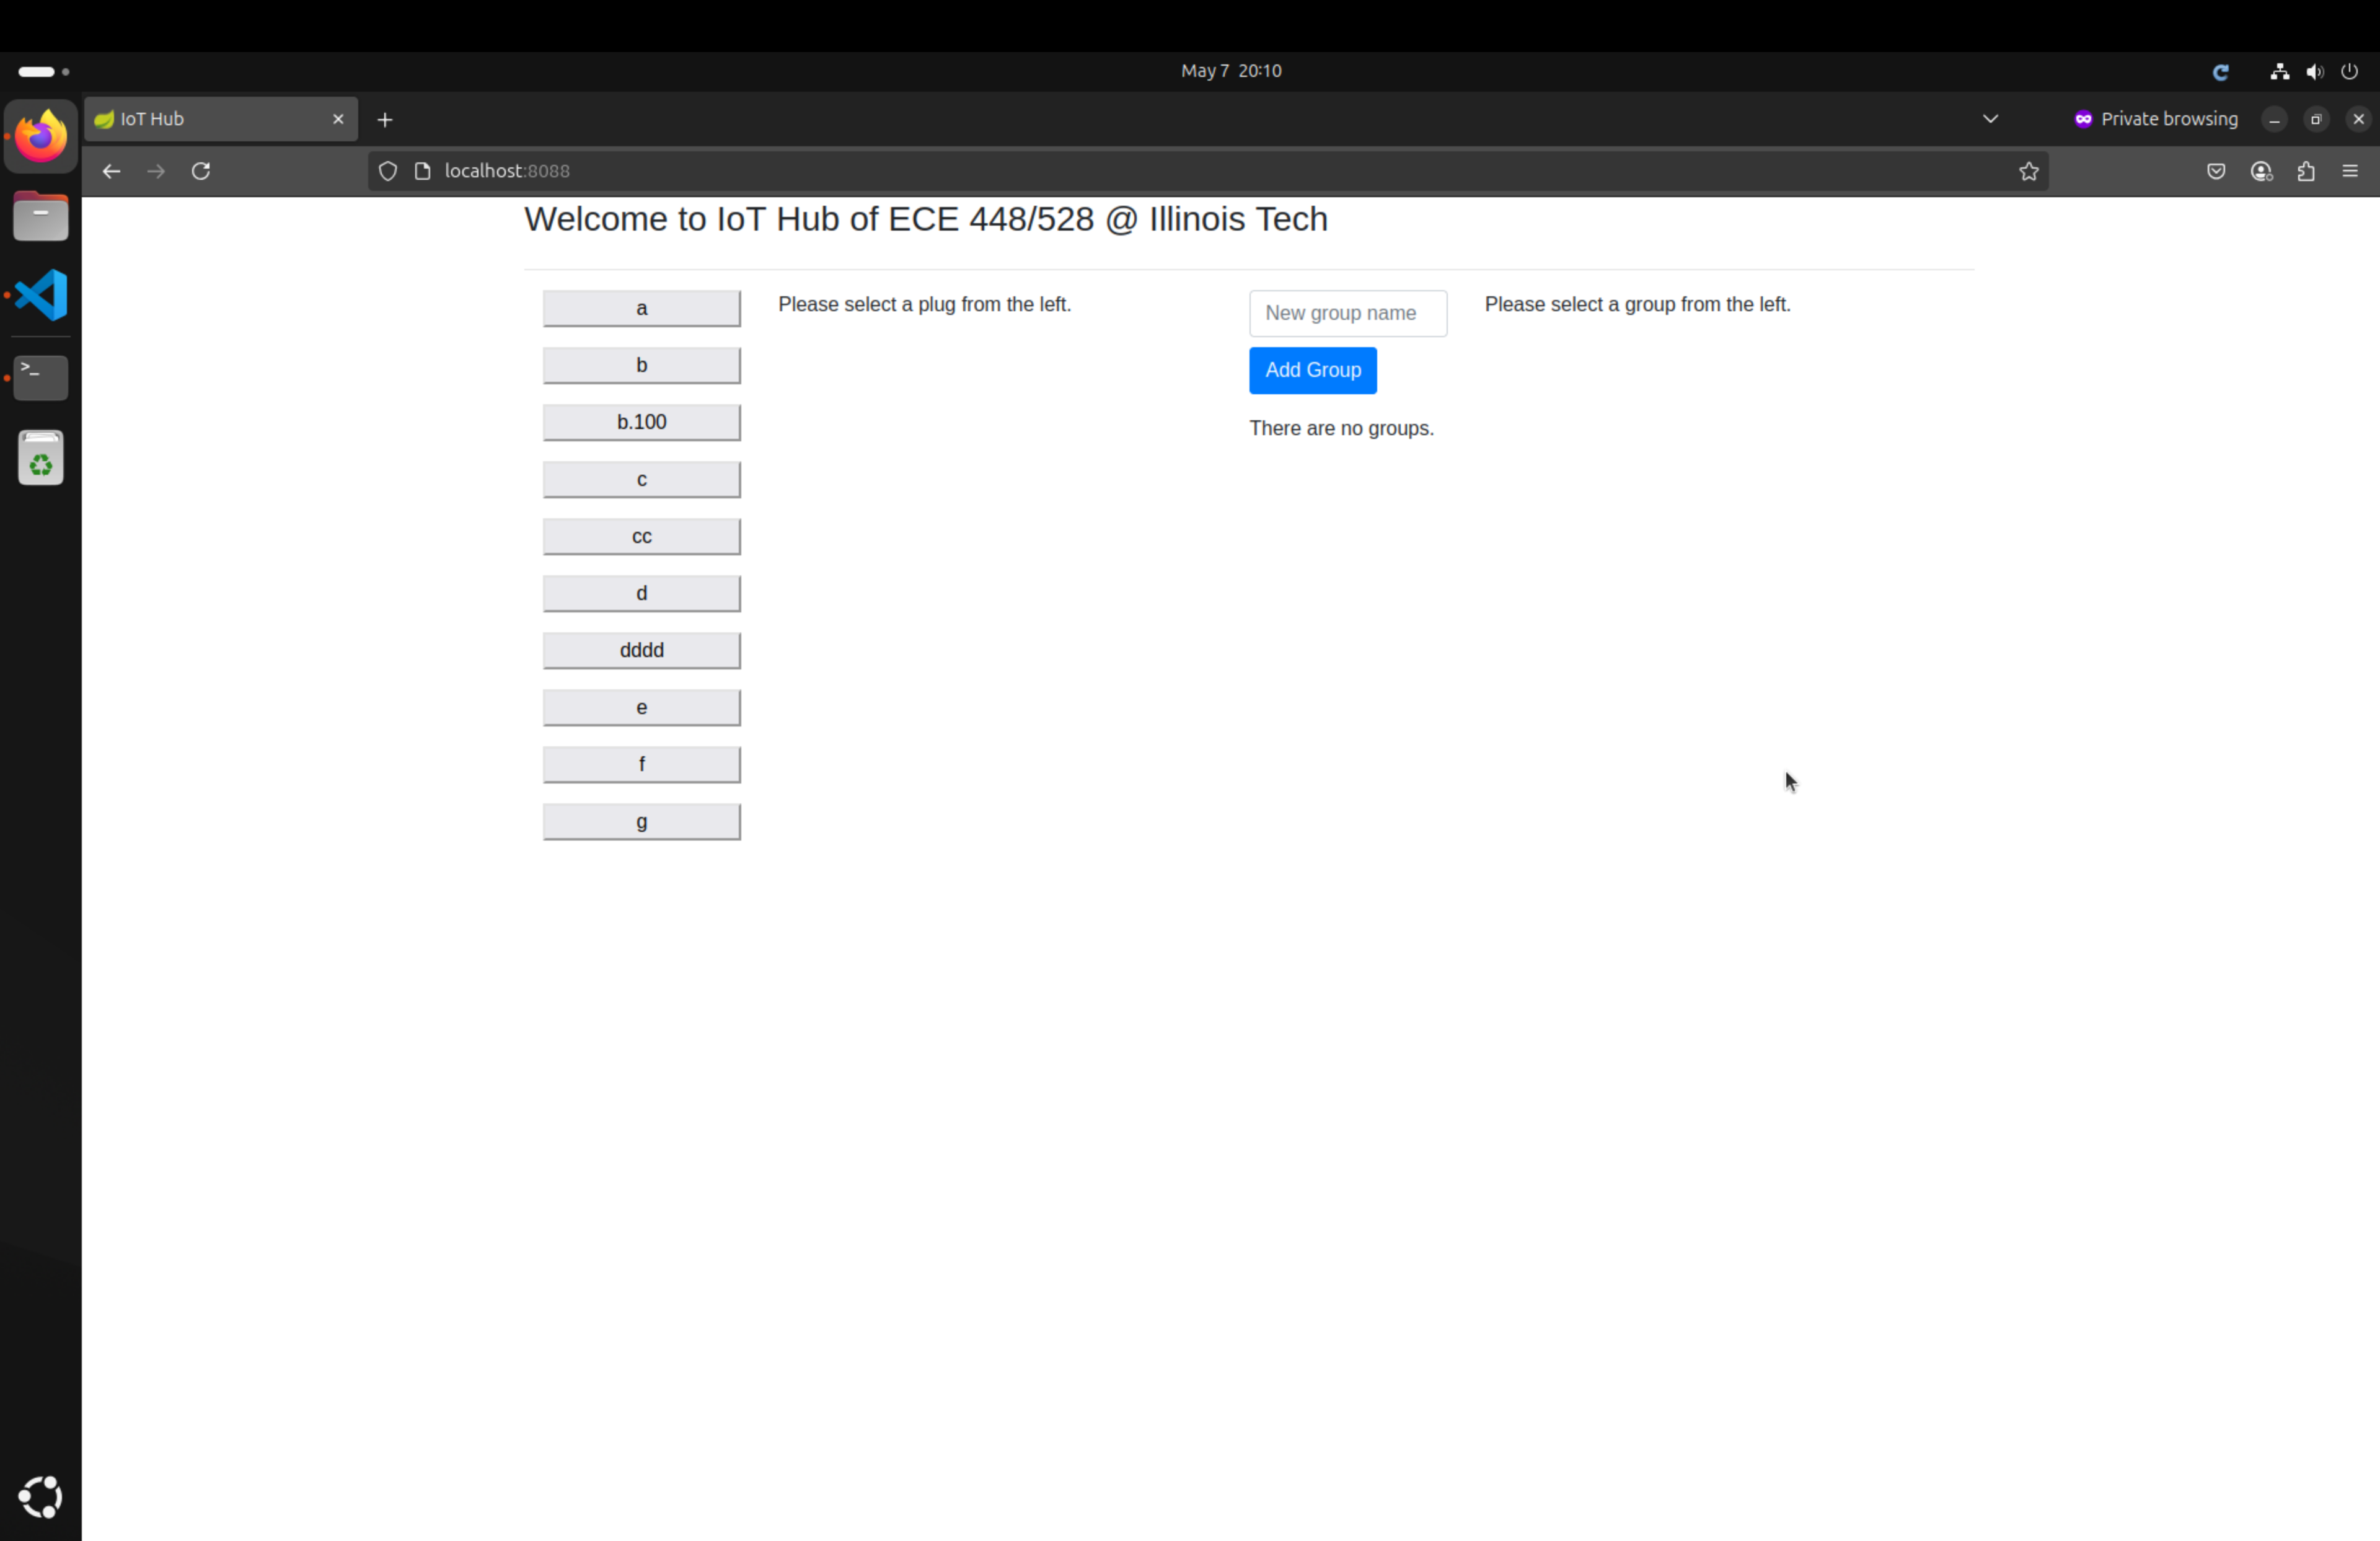 May 7 20:10
IoT Hub
Private browsing
localhost:8088
Welcome to IoT Hub of ECE 448/528 @ Illinois Tech
a
Please select a plug from the left.
New group name
Please select a group from the left.
b
Add Group
b.100
There are no groups.
c
cc
d
dddd
e
f
g